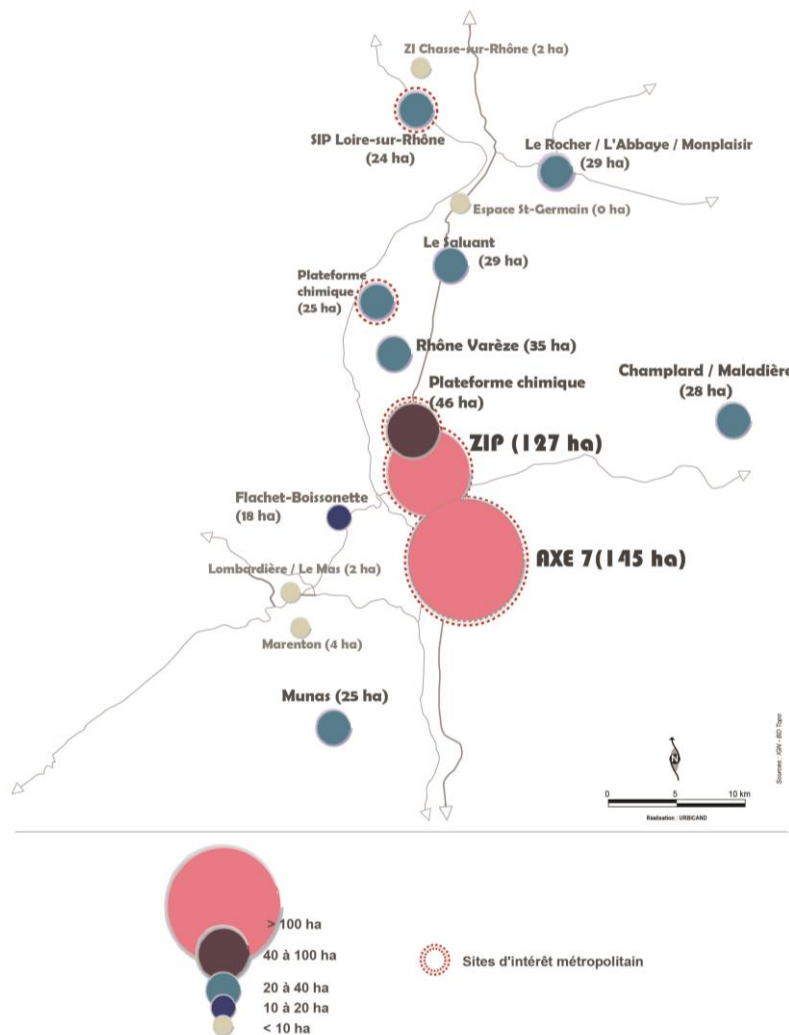 ZI Chasse-sur-Rhône (2 ha)
SIP Loire-sur-Rhône
(24 ha)
Le Rocher / L'Abbaye / Monplaisir
(29 ha)
Espace St-Germain (0 ha)
Le Saluant
(29 ha)
Plateforme
chimique
(25 ha)
Rhône Varèze (35 ha)
Plateforme chimique
(46 ha)
Champlard / Maladière
(28 ha)
ZIP (127 ha)
Flachet-Boissonette
(18 ha)
AXE 7(145 ha)
Lombardière / Le Mas (2 ha)
Marenton (4 ha)
Munas (25 ha)
N
0 5 10 km
Réalisation : URBICAND
Sources : IGN - BD Topo
> 100 ha
40 à 100 ha
20 à 40 ha
10 à 20 ha
< 10 ha
Sites d'intérêt métropolitain